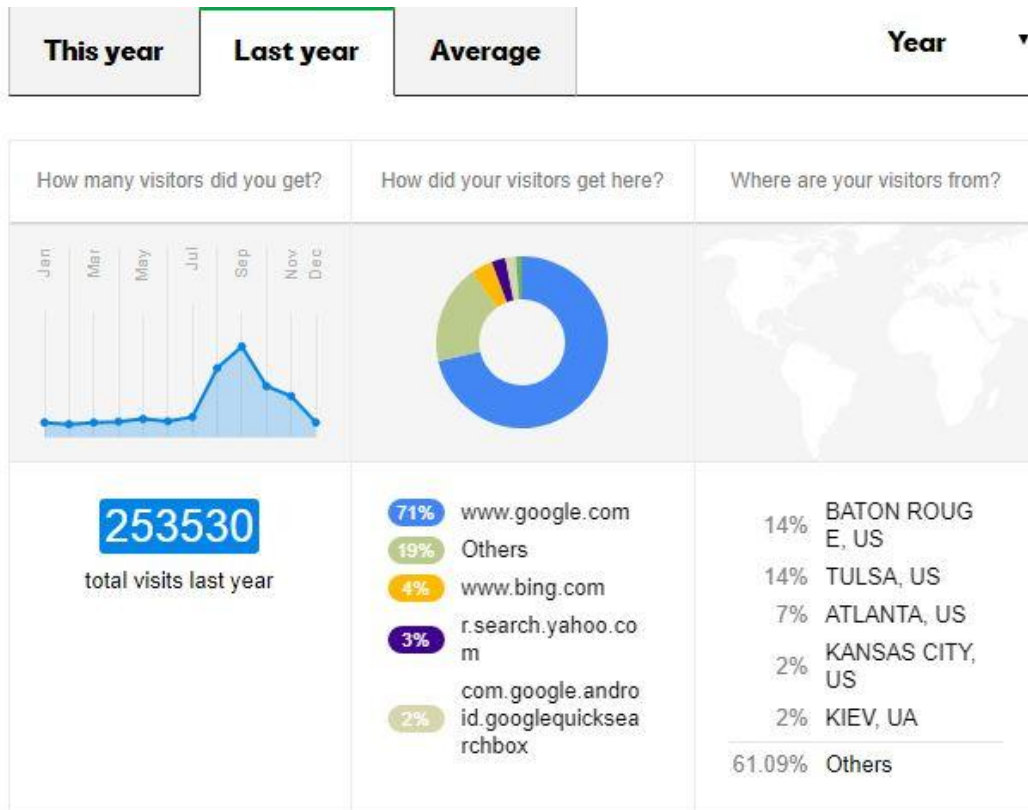 This year
Last year
Average
Year
How many visitors did you get?
How did your visitors get here?
Where are your visitors from?
Jan
Mar
May
Jul
Sep
Nov
Dec
253530
total visits last year
71% www.google.com
19% Others
4% www.bing.com
3% r.search.yahoo.co
m
2% com.google.andro
id.googlequicksea
rchbox
14% BATON ROUG
E, US
14% TULSA, US
7% ATLANTA, US
2% KANSAS CITY,
US
2% KIEV, UA
61.09% Others